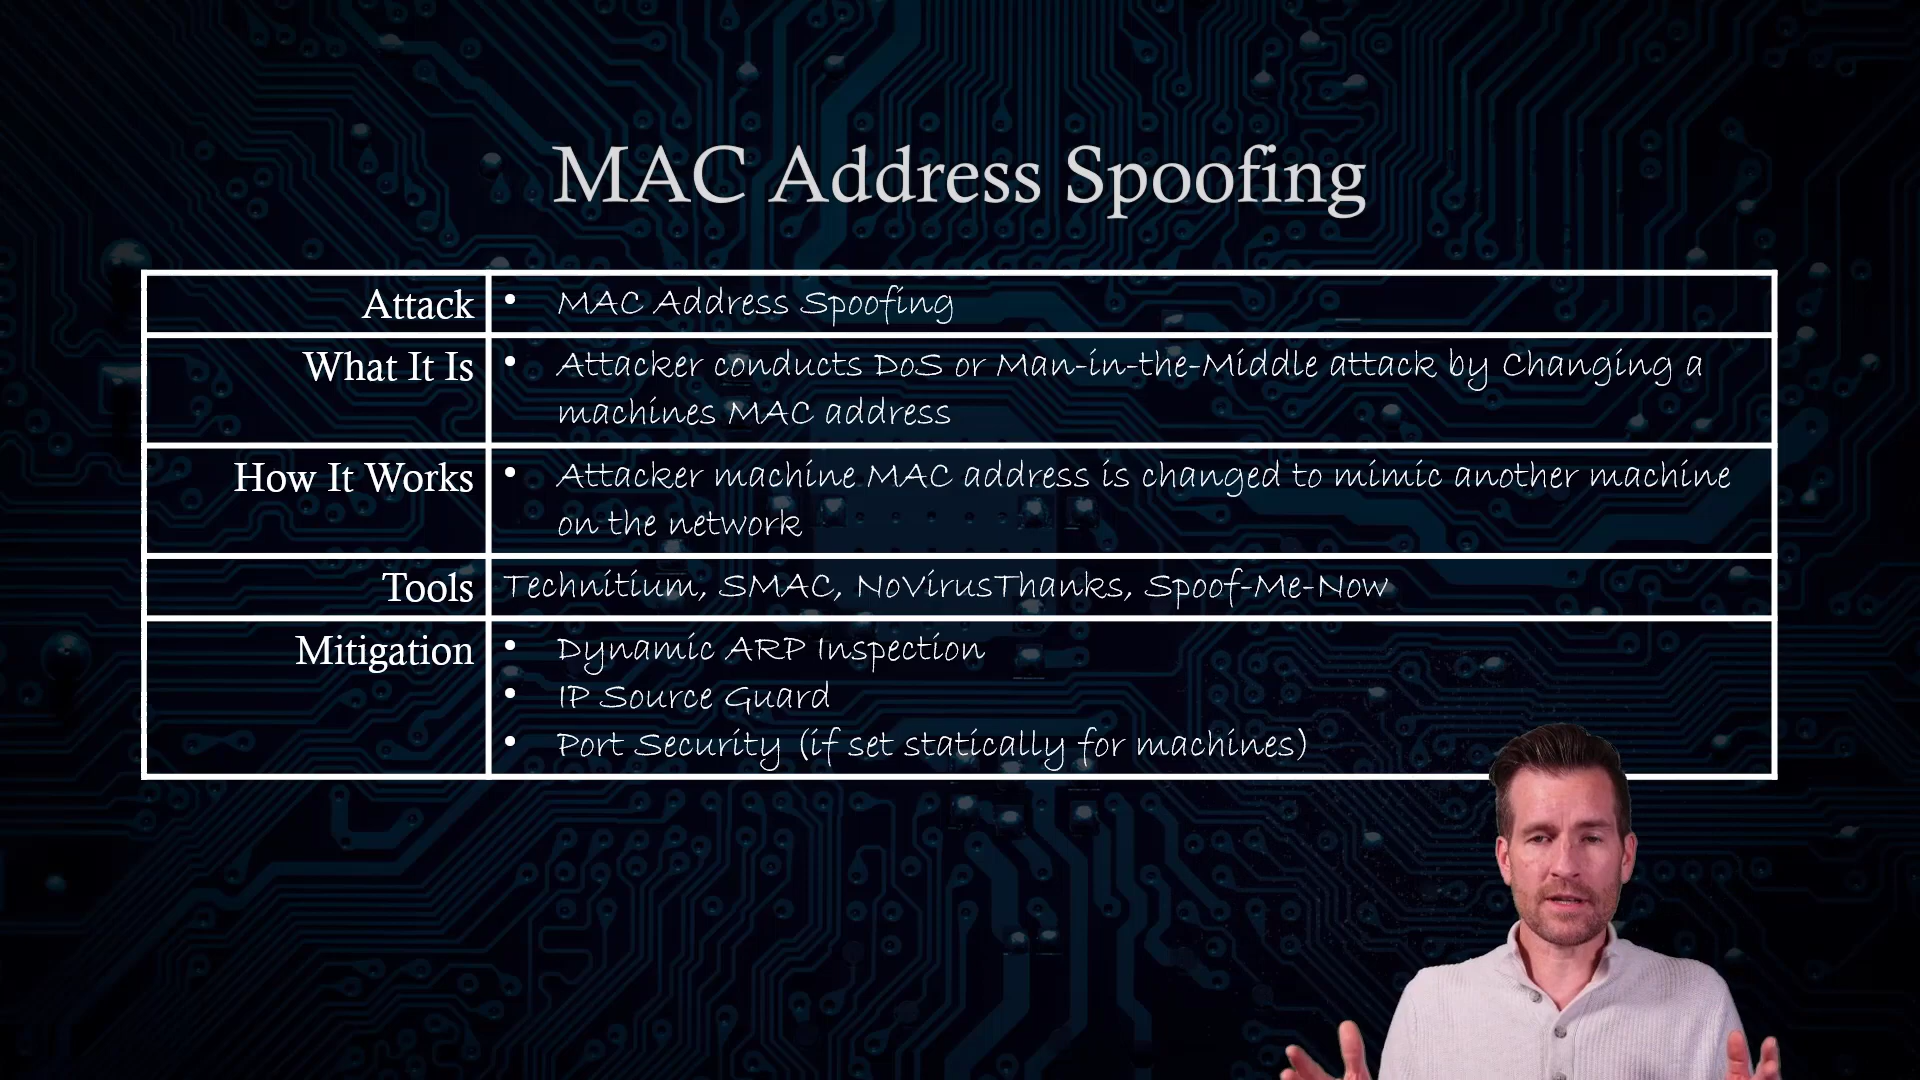 MAC Address Spoofing
Attack
• MAC Address Spoofing
What It Is
• Attacker conducts DoS or Man-in-the-Middle attack by Changing a
machines MAC address
How It Works
• Attacker machine MAC address is changed to mimic another machine
on the network
Tools
Technitium, SMAC, NoVirusThanks, Spoof-Me-Now
Mitigation
• Dynamic ARP Inspection
• IP Source Guard
• Port Security (if set statically for machines)